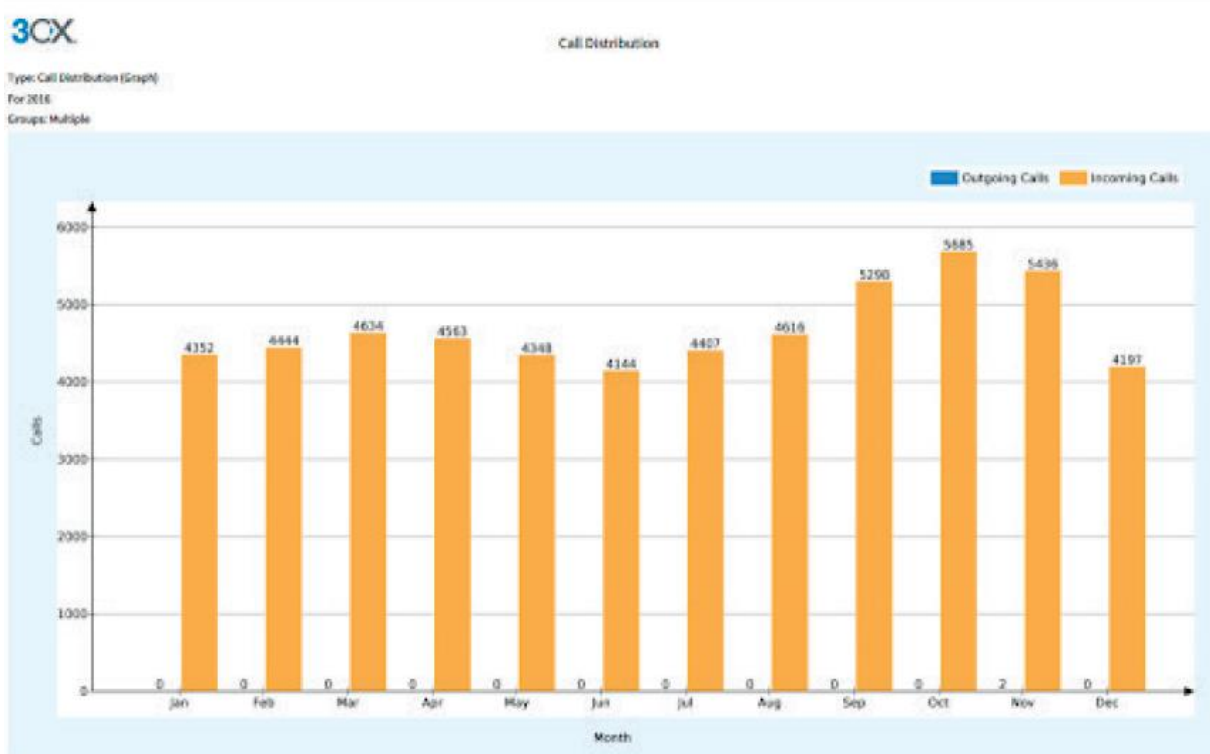 3CX
Call Distribution
Type: Call Distribution (Graph)
For 2016
Groups: Multiple
Outgoing Calls Incoming Calls
6000
5685
5436
5298
5000
4634
4616
4563
4444
4407
4352
4348
4197
4144
4000
Calls
3000
2000
1000
0
0 0 0 0 0 0 0 0 0 0 2 0
Jan Feb Mar Apr May Jun Jul Aug Sep Oct Nov Dec
Month